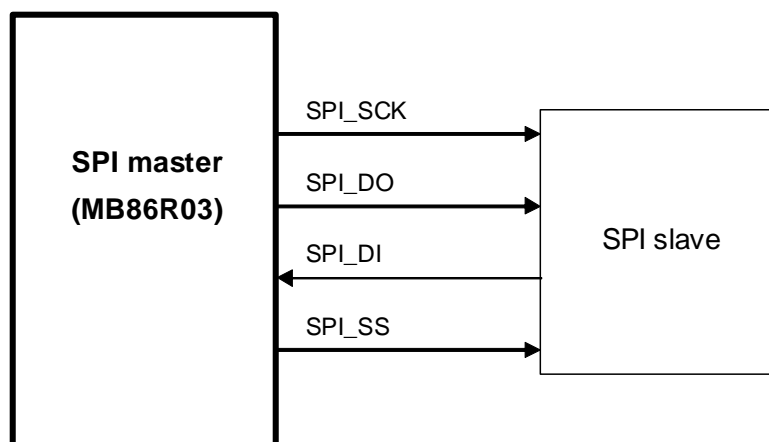 SPI master
(MB86R03)
SPI_SCK
SPI_DO
SPI_DI
SPI_SS
SPI slave